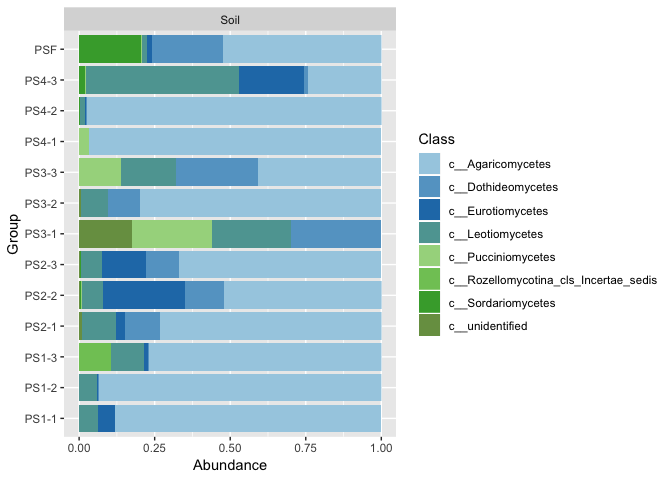 Soil
PSF
PS4-3
PS4-2
PS4-1
PS3-3
PS3-2
PS3-1
PS2-3
PS2-2
PS2-1
PS1-3
PS1-2
PS1-1
Group
0.00 0.25 0.50 0.75 1.00
Abundance
Class
c__Agaricomycetes
c__Dothideomycetes
c__Eurotiomycetes
c__Leotiomycetes
c__Pucciniomycetes
c__Rozellomycotina_cls_Incertae_sedis
c__Sordariomycetes
c__unidentified